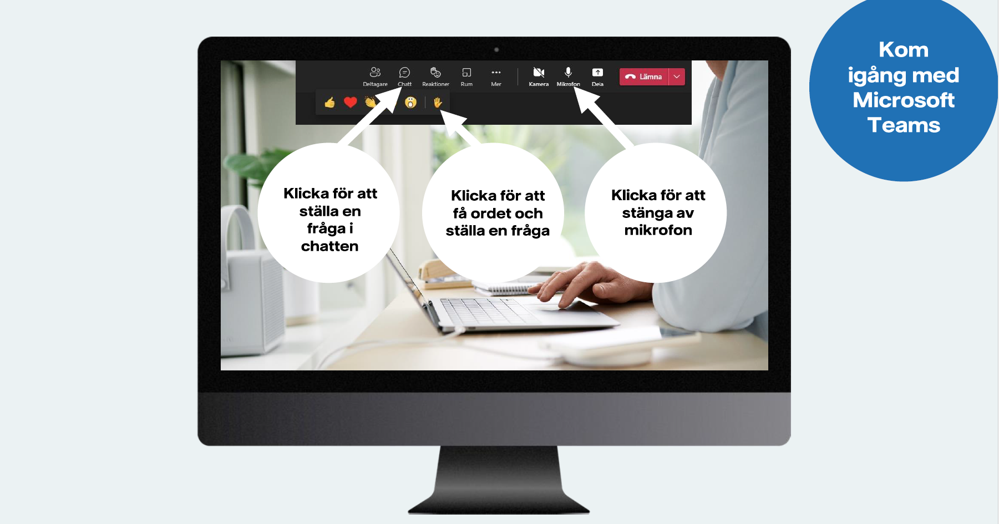 Kom
igång med
Microsoft
Teams
Deltagare Chatt Reaktioner Rum Mer Kamera Mikrofon Dela Lämna
Klicka för att
ställa en
fråga i
chatten
Klicka för att
få ordet och
ställa en fråga
Klicka för att
stänga av
mikrofon